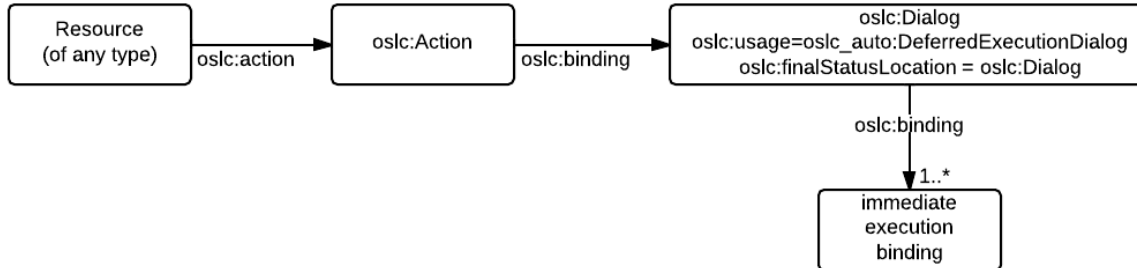 Resource
(of any type)
oslc:action
oslc:Action
oslc:binding
oslc:Dialog
oslc:usage=oslc_auto:DeferredExecutionDialog
oslc:finalStatusLocation = oslc:Dialog
oslc:binding
1..*
immediate
execution
binding